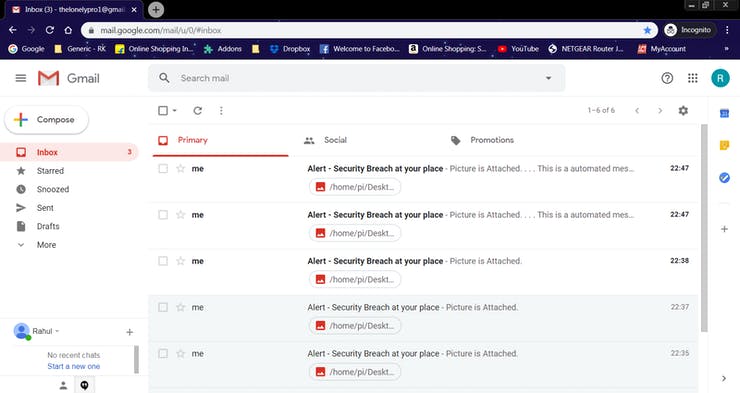 Inbox (3) - thelonelypro1@gmai
mail.google.com/mail/u/0/#inbox
Incognito
Google
Generic - RK
Online Shopping In...
Addons
U
Dropbox
Welcome to Facebo...
Online Shopping: S...
YouTube
NETGEAR Router J...
MyAccount
»
Gmail
Search mail
R
Compose
1–6 of 6
Primary
Social
Promotions
Inbox 3
Starred
Snoozed
Sent
Drafts
More
me Alert - Security Breach at your place - Picture is Attached. . . . This is a automated mes... 22:47
/home/pi/Deskt...
me Alert - Security Breach at your place - Picture is Attached. . . . This is a automated mes... 22:47
/home/pi/Deskt...
me Alert - Security Breach at your place - Picture is Attached. 22:38
/home/pi/Deskt...
me Alert - Security Breach at your place - Picture is Attached. 22:37
/home/pi/Deskt...
me Alert - Security Breach at your place - Picture is Attached. 22:35
/home/pi/Deskt...
Rahul
No recent chats
Start a new one